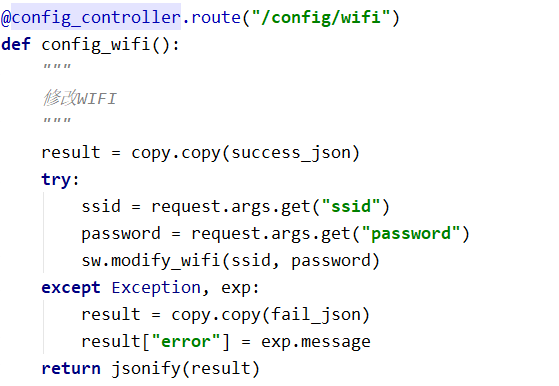 @config_controller.route("/config/wifi")
def config_wifi():
    """
    修改WIFI
    """
    result = copy.copy(success_json)
    try:
        ssid = request.args.get("ssid")
        password = request.args.get("password")
        sw.modify_wifi(ssid, password)
    except Exception, exp:
        result = copy.copy(fail_json)
        result["error"] = exp.message
    return jsonify(result)